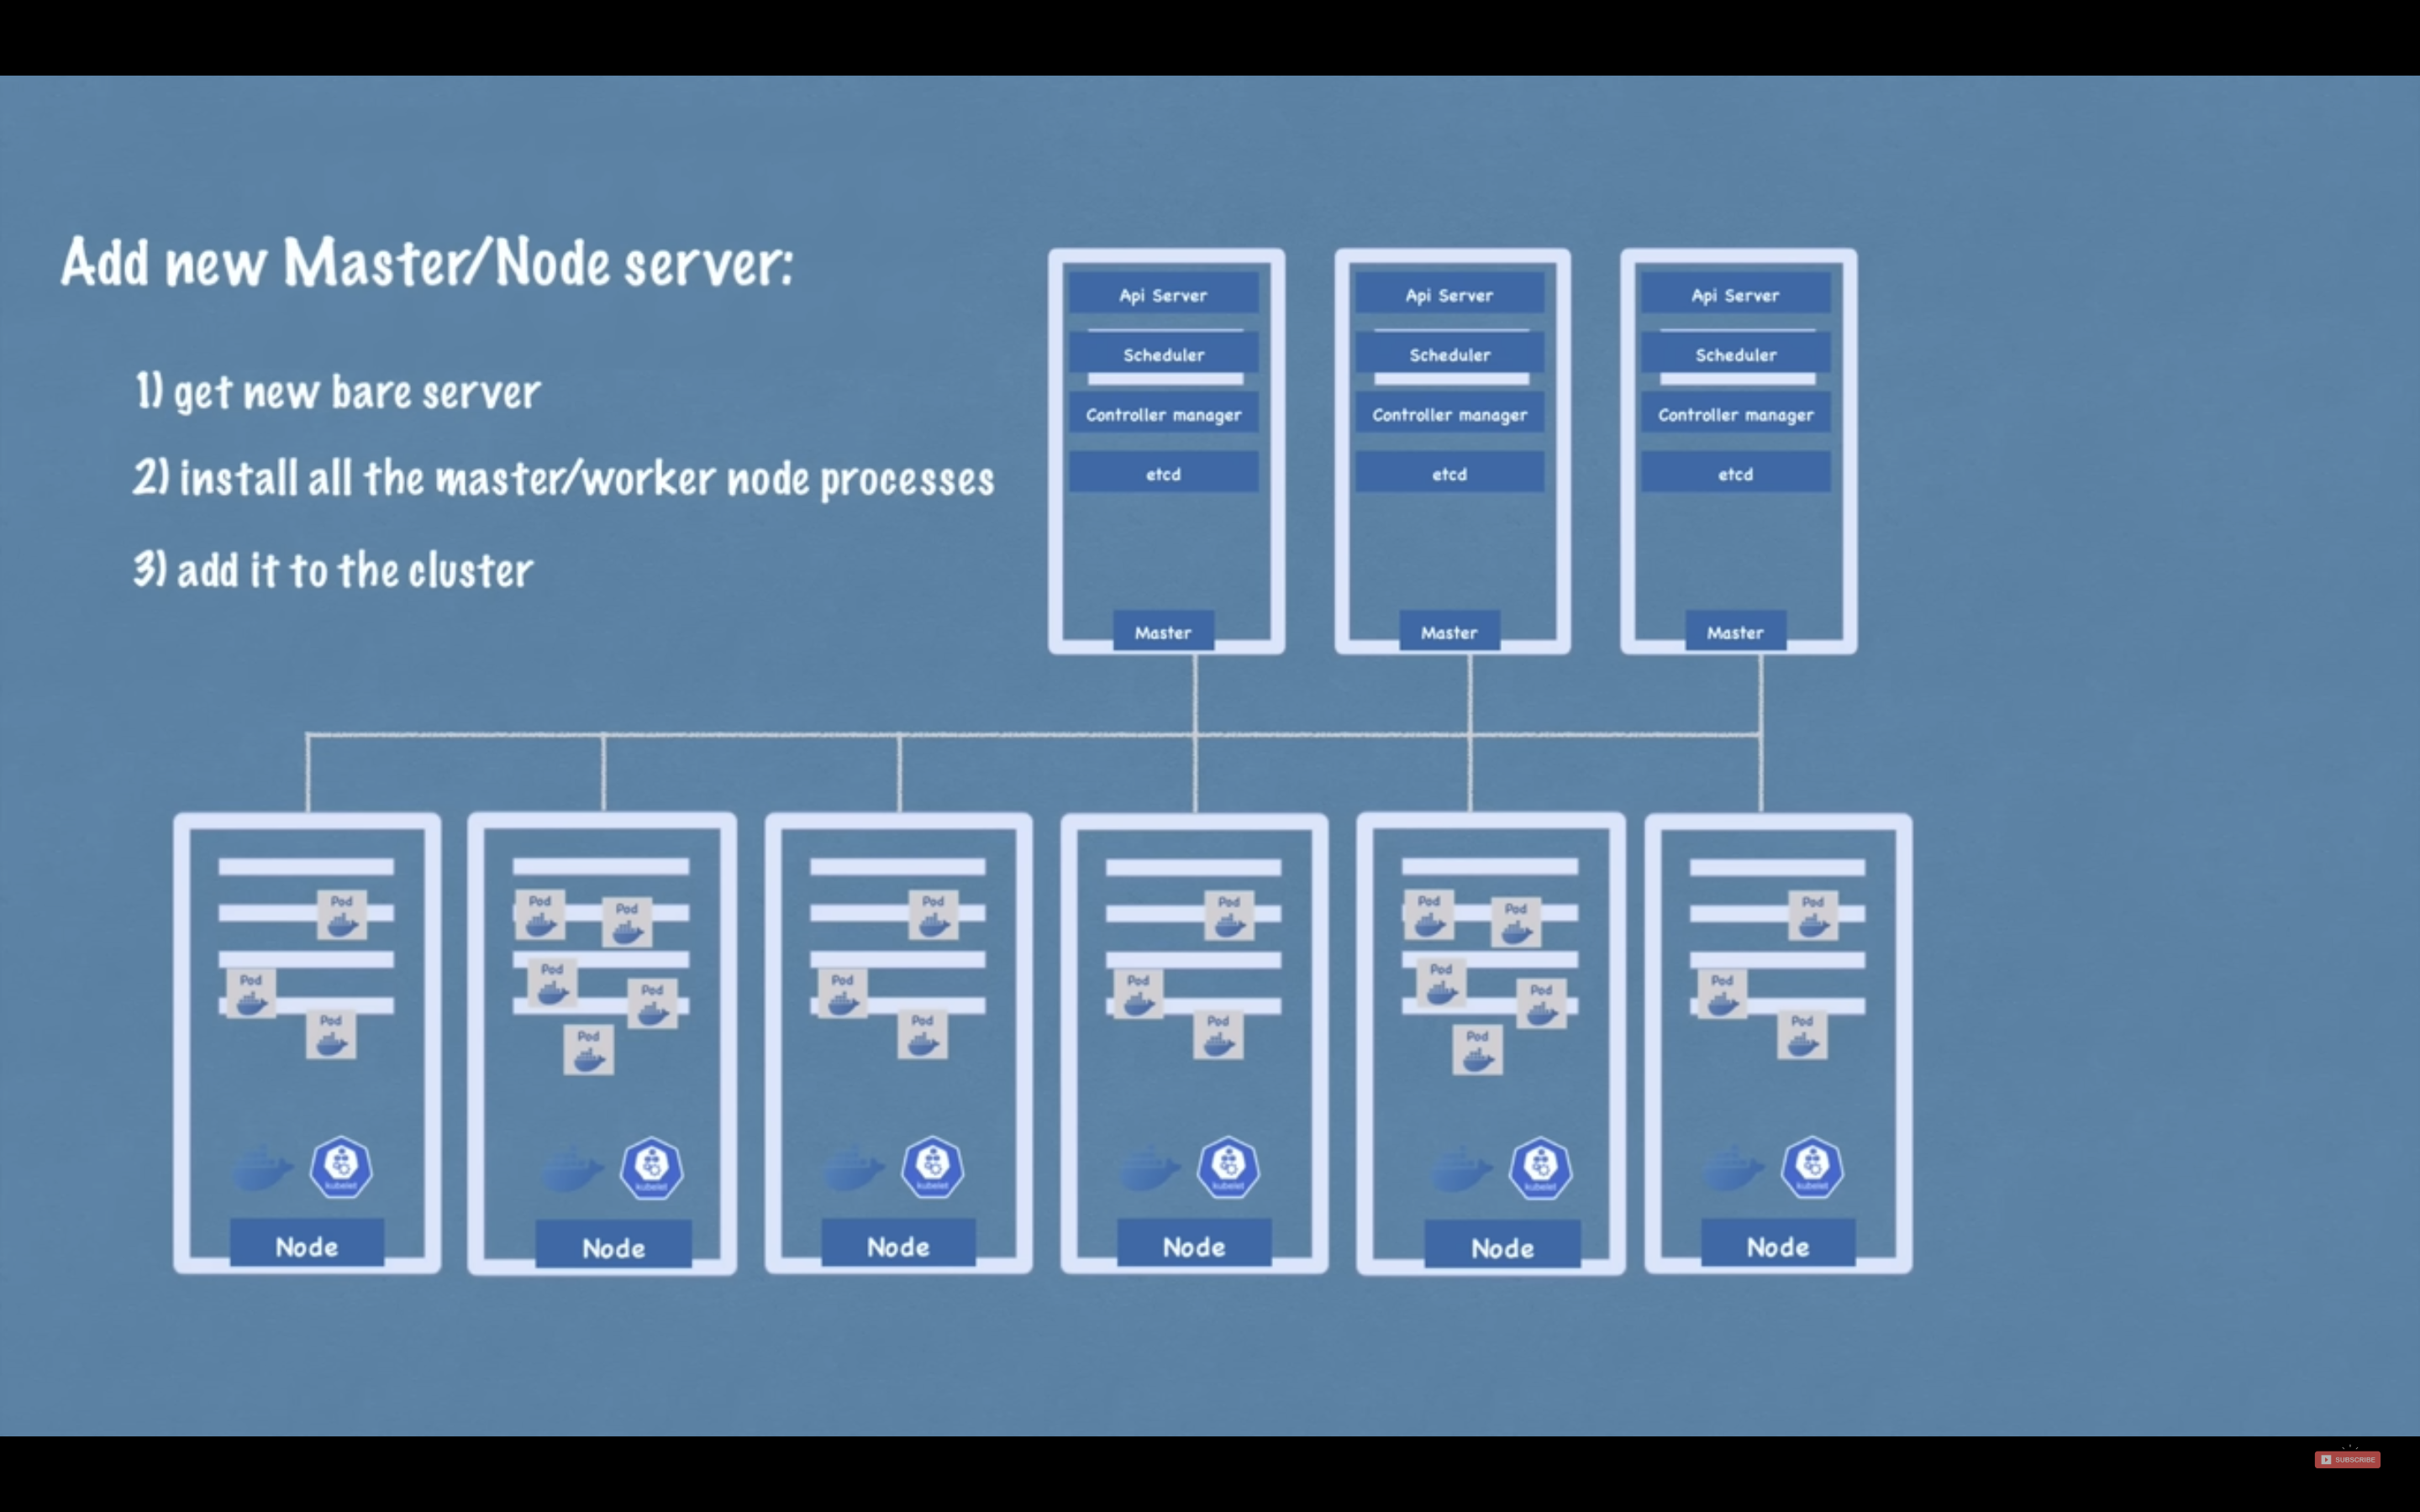 Add new Master/Node server:
1) get new bare server
2) install all the master/worker node processes
3) add it to the cluster
Api Server
Scheduler
Controller manager
etcd
Master
Api Server
Scheduler
Controller manager
etcd
Master
Api Server
Scheduler
Controller manager
etcd
Master
Pod
Pod
Pod
kubelet
Node
Pod
Pod
Pod
Pod
Pod
kubelet
Node
Pod
Pod
Pod
kubelet
Node
Pod
Pod
Pod
kubelet
Node
Pod
Pod
Pod
Pod
Pod
kubelet
Node
Pod
Pod
Pod
kubelet
Node
SUBSCRIBE